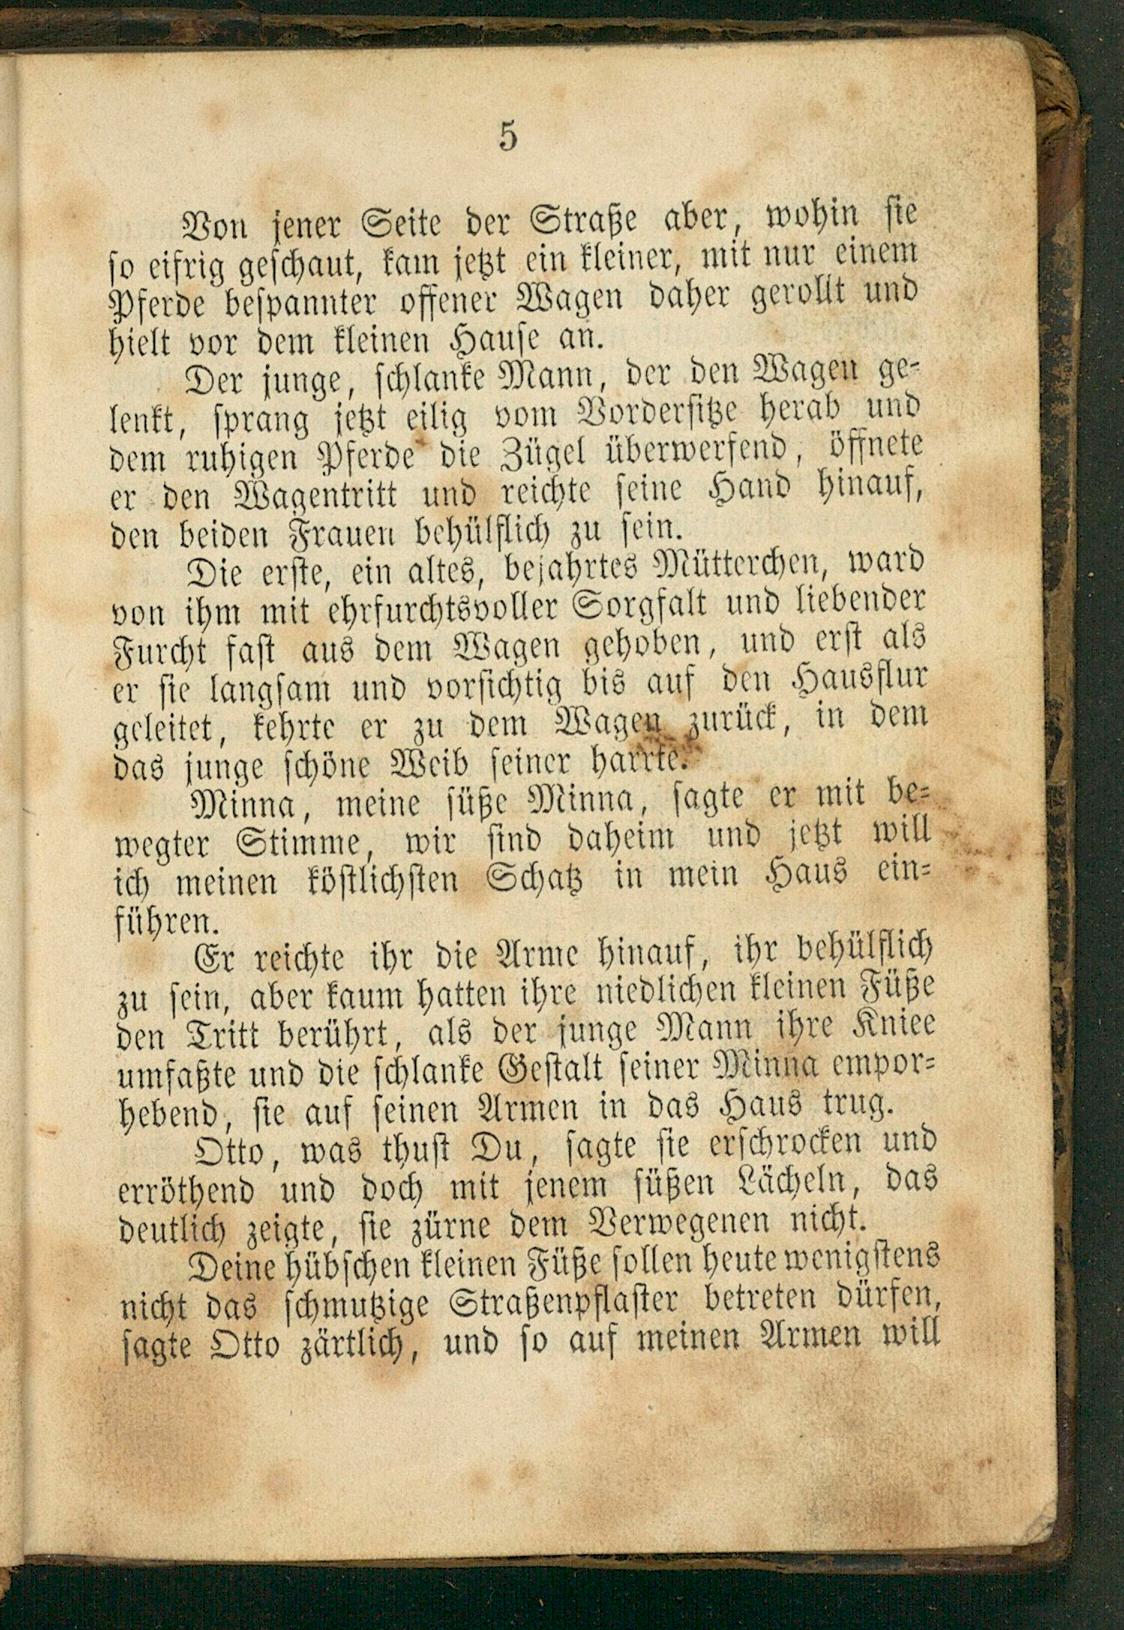 5
Von jener Seite der Straße aber, wohin sie
so eifrig geschaut, kam jetzt ein kleiner, mit nur einem
Pferde bespannter offener Wagen daher gerollt und
hielt vor dem kleinen Hause an.
Der junge, schlanke Mann, der den Wagen ge-
lenkt, sprang jetzt eilig vom Vordersitze herab und
dem ruhigen Pferde die Zügel überwerfend, öffnete
er den Wagentritt und reichte seine Hand hinauf,
den beiden Frauen behülflich zu sein.
Die erste, ein altes, bejahrtes Mütterchen, ward
von ihm mit ehrfurchtsvoller Sorgfalt und liebender
Furcht fast aus dem Wagen gehoben, und erst als
er sie langsam und vorsichtig bis auf den Hausflur
geleitet, kehrte er zu dem Wagen zurück, in dem
das junge schöne Weib seiner harrte.
Minna, meine süße Minna, sagte er mit be-
wegter Stimme, wir sind daheim und jetzt will
ich meinen köstlichsten Schatz in mein Haus ein-
führen.
Er reichte ihr die Arme hinauf, ihr behülflich
zu sein, aber kaum hatten ihre niedlichen kleinen Füße
den Tritt berührt, als der junge Mann ihre Kniee
umfaßte und die schlanke Gestalt seiner Minna empor-
hebend, sie auf seinen Armen in das Haus trug.
Otto, was thust Du, sagte sie erschrocken und
erröthend und doch mit jenem süßen Lächeln, das
deutlich zeigte, sie zürne dem Verwegenen nicht.
Deine hübschen kleinen Füße sollen heute wenigstens
nicht das schmutzige Straßenpflaster betreten dürfen,
sagte Otto zärtlich, und so auf meinen Armen will